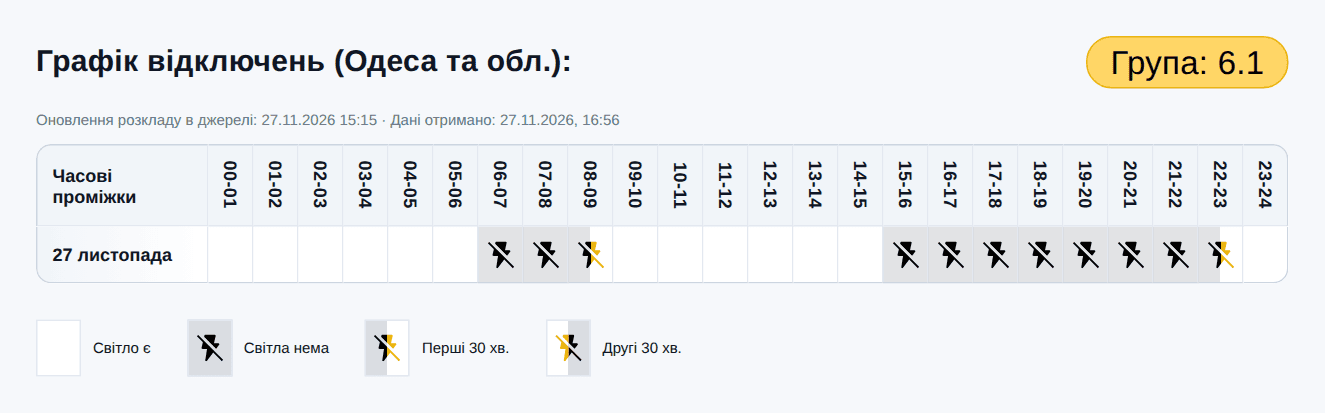 Графік відключень (Одеса та обл.):
Група: 6.1
Оновлення розкладу в джерелі: 27.11.2026 15:15 · Дані отримано: 27.11.2026, 16:56
Часові
проміжки
00-01
01-02
02-03
03-04
04-05
05-06
06-07
07-08
08-09
09-10
10-11
11-12
12-13
13-14
14-15
15-16
16-17
17-18
18-19
19-20
20-21
21-22
22-23
23-24
27 листопада
Світло є
Світла нема
Перші 30 хв.
Другі 30 хв.